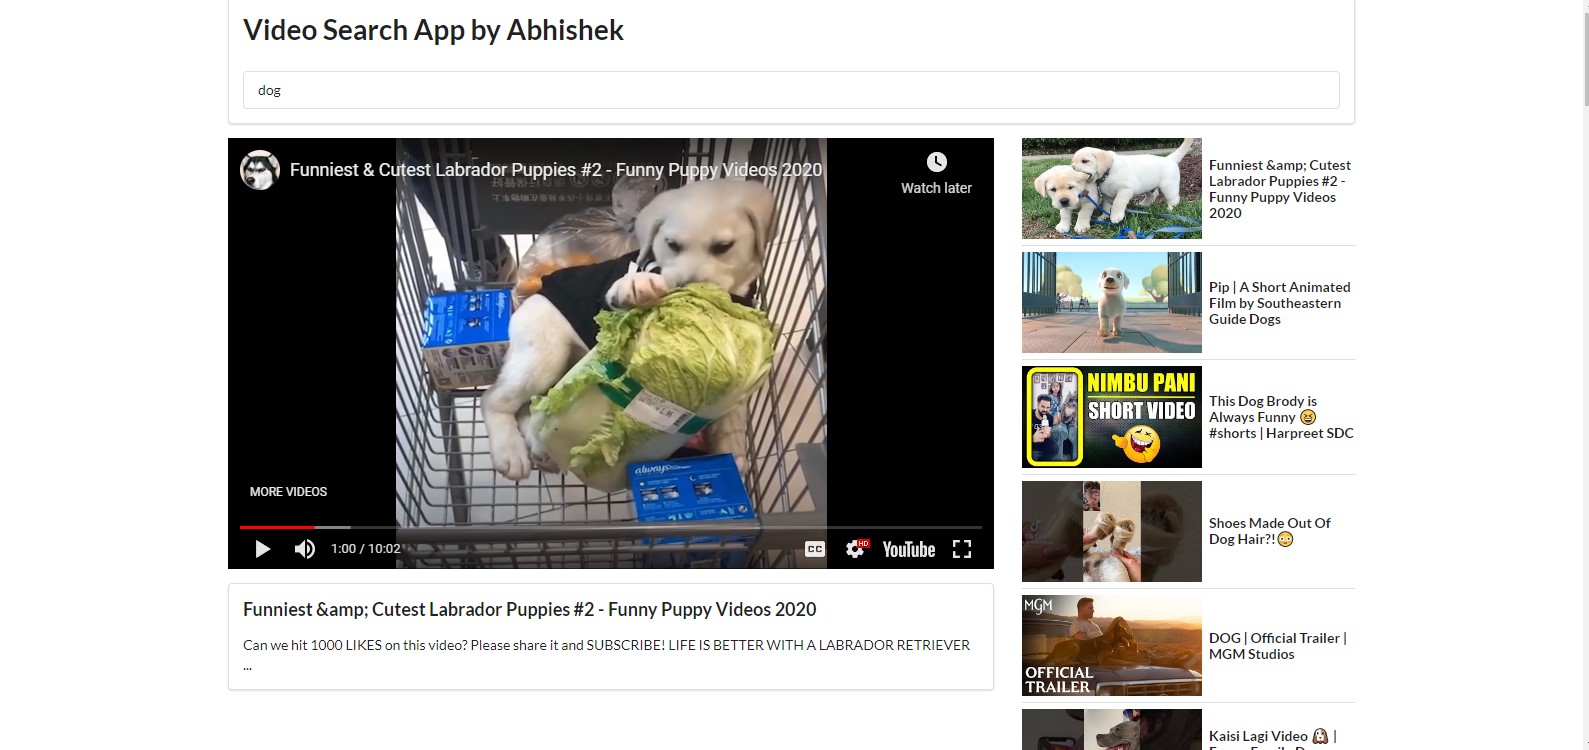 Video Search App by Abhishek
dog
Funniest & Cutest Labrador Puppies #2 - Funny Puppy Videos 2020
Watch later
always
MORE VIDEOS
1:00 / 10:02
CC
HD
YouTube
Funniest &amp; Cutest Labrador Puppies #2 - Funny Puppy Videos 2020
Can we hit 1000 LIKES on this video? Please share it and SUBSCRIBE! LIFE IS BETTER WITH A LABRADOR RETRIEVER
...
Funniest &amp; Cutest
Labrador Puppies #2 -
Funny Puppy Videos
2020
Pip | A Short Animated
Film by Southeastern
Guide Dogs
NIMBU PANI
SHORT VIDEO
This Dog Brody is
Always Funny 😆
#shorts | Harpreet SDC
Shoes Made Out Of
Dog Hair?!😳
MGM
OFFICIAL
TRAILER
DOG | Official Trailer |
MGM Studios
Kaisi Lagi Video 🐶 |